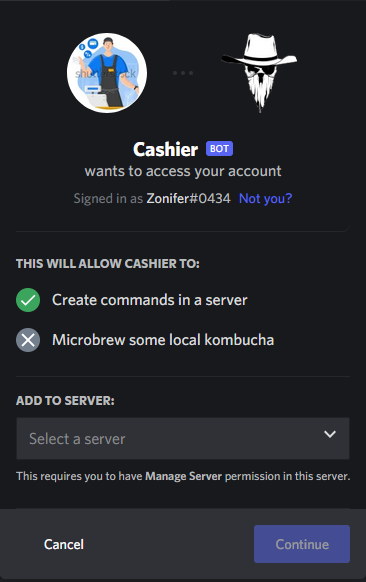 shutterstock
Cashier BOT
wants to access your account
Signed in as Zonifer#0434 Not you?
THIS WILL ALLOW CASHIER TO:
Create commands in a server
Microbrew some local kombucha
ADD TO SERVER:
Select a server
This requires you to have Manage Server permission in this server.
Cancel Continue